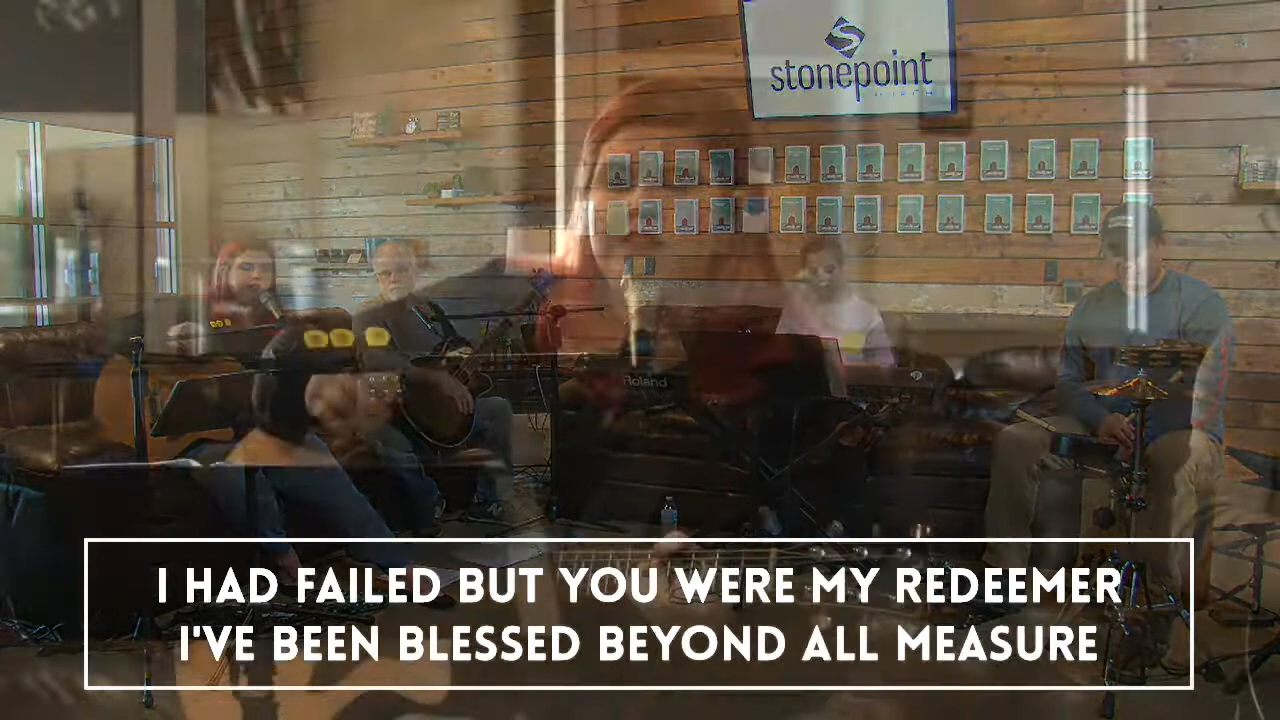 stonepoint
Roland
I HAD FAILED BUT YOU WERE MY REDEEMER
I'VE BEEN BLESSED BEYOND ALL MEASURE